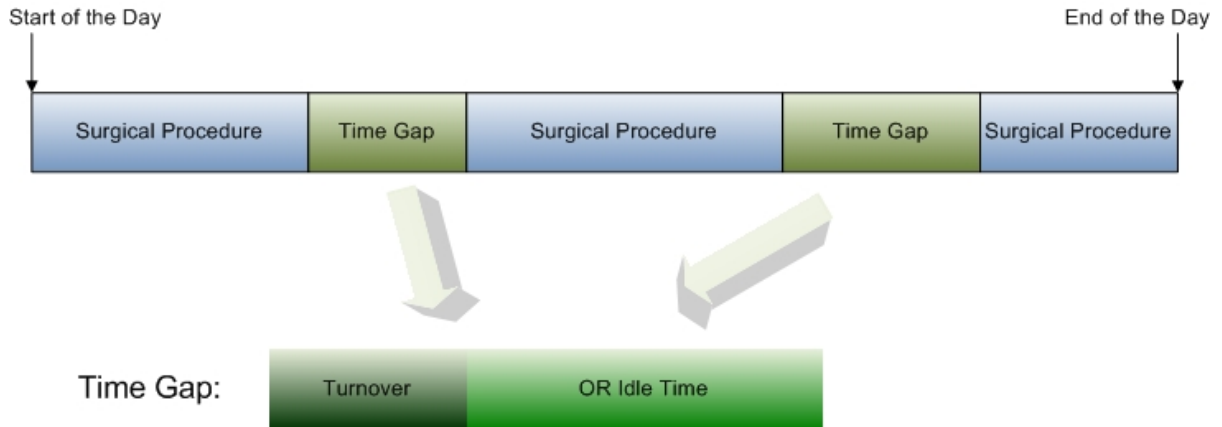 Start of the Day
End of the Day
Surgical Procedure
Time Gap
Surgical Procedure
Time Gap
Surgical Procedure
Time Gap:
Turnover
OR Idle Time